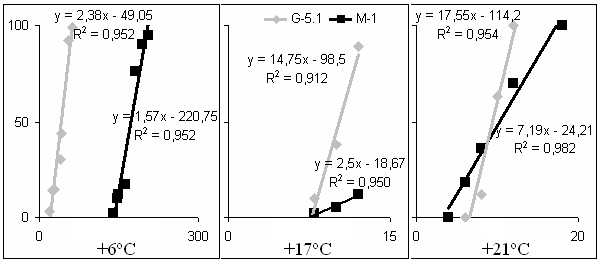 y = 2,38x - 49,05
R² = 0,952
G-5.1 M-1
y = 17,55x - 114,2
R² = 0,954
100
y = 14,75x - 98,5
R² = 0,912
y = 1,57x - 220,75
R² = 0,952
50
y = 7,19x - 24,21
R² = 0,982
y = 2,5x - 18,67
R² = 0,950
0
0 300 0 15 0 20
+6°C +17°C +21°C